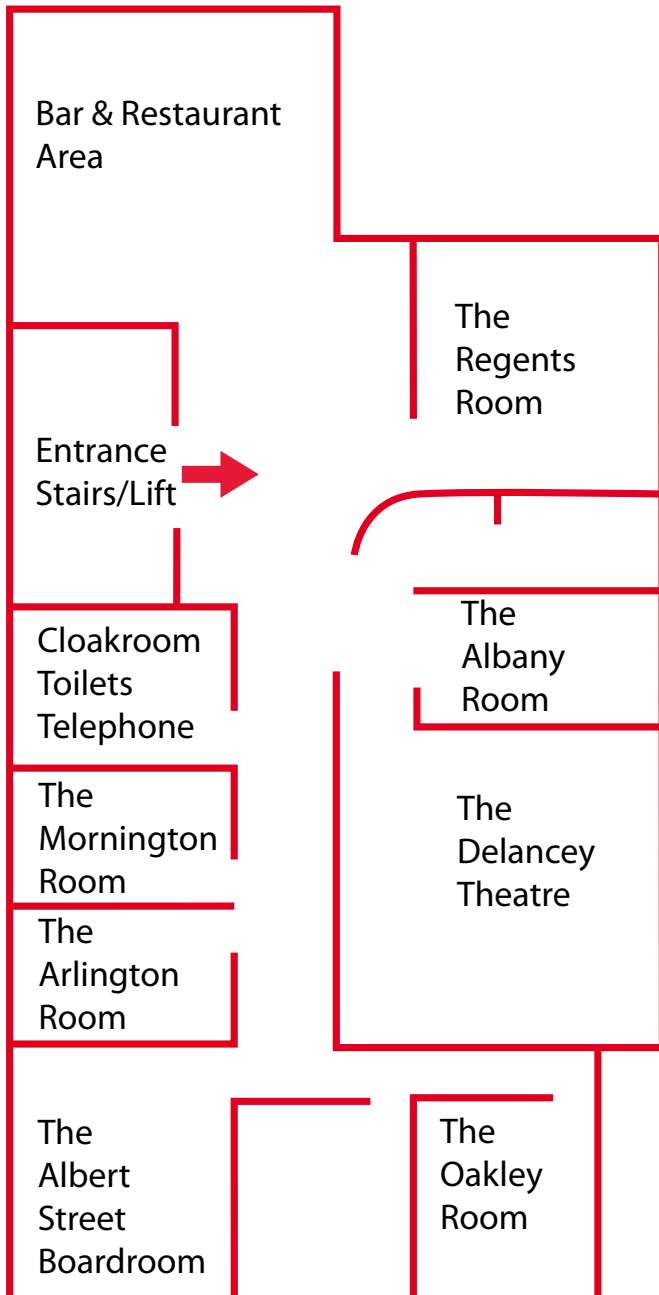 Bar & Restaurant
Area
The
Regents
Room
Entrance
Stairs/Lift
Cloakroom
Toilets
Telephone
The
Albany
Room
The
Mornington
Room
The
Delancey
Theatre
The
Arlington
Room
The
Albert
Street
Boardroom
The
Oakley
Room